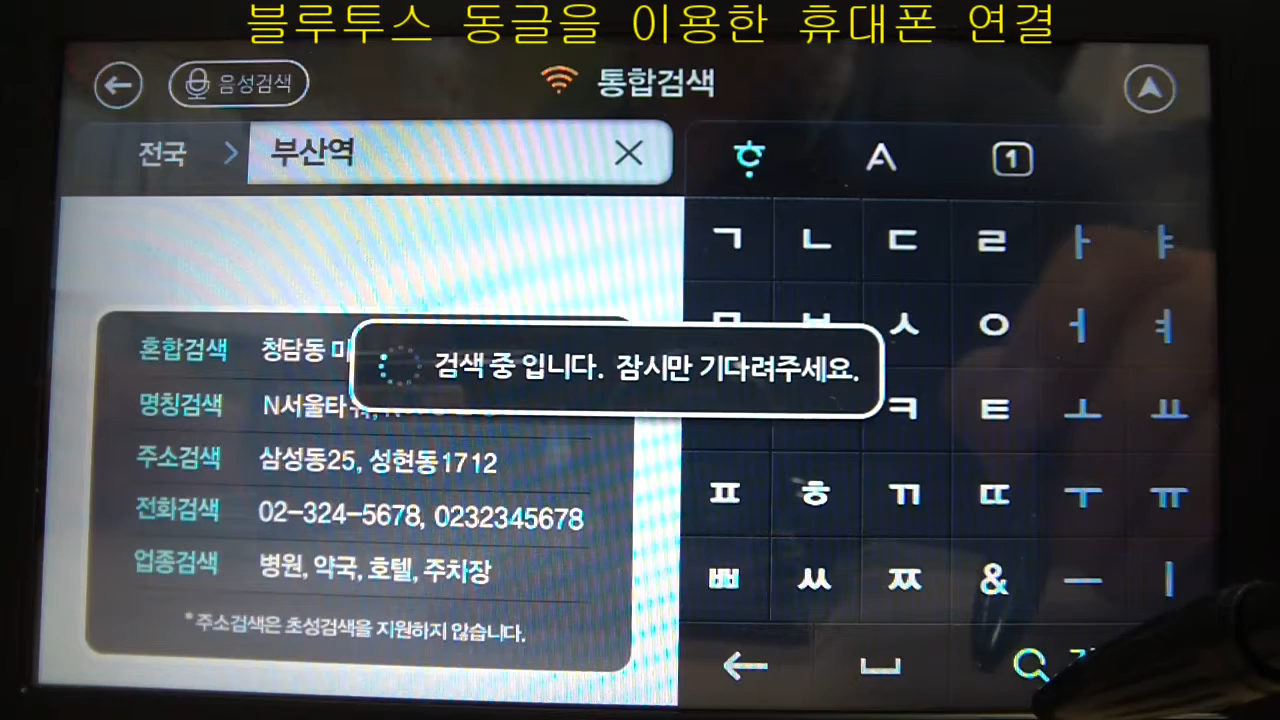 블루투스 동글을 이용한 휴대폰 연결
음성검색
통합검색
전국 > 부산역
ㅎ A 1
ㄱ ㄴ ㄷ ㄹ ㅏ ㅑ
ㅅ ㅇ ㅓ ㅕ
ㅋ ㅌ ㅗ ㅛ
ㅍ ㅎ ㄲ ㄸ ㅜ ㅠ
ㅃ ㅆ ㅉ & ㅡ ㅣ
검색 중 입니다. 잠시만 기다려주세요.
혼합검색 청담동
명칭검색 N서울타워,
주소검색 삼성동25, 성현동1712
전화검색 02-324-5678, 0232345678
업종검색 병원, 약국, 호텔, 주차장
*주소검색은 초성검색을 지원하지 않습니다.